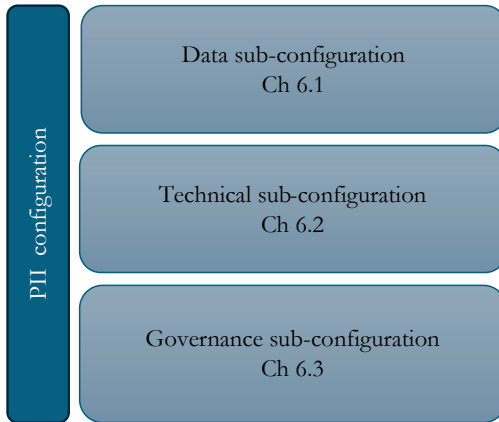 PII configuration
Data sub-configuration
Ch 6.1
Technical sub-configuration
Ch 6.2
Governance sub-configuration
Ch 6.3